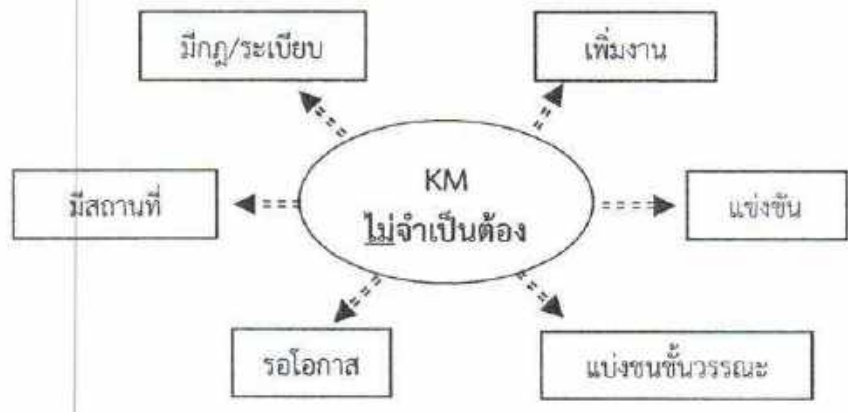 มีกฎ/ระเบียบ
เพิ่มงาน
มีสถานที่
KM
ไม่จำเป็นต้อง
แข่งขัน
รอโอกาส
แบ่งชนชั้นวรรณะ